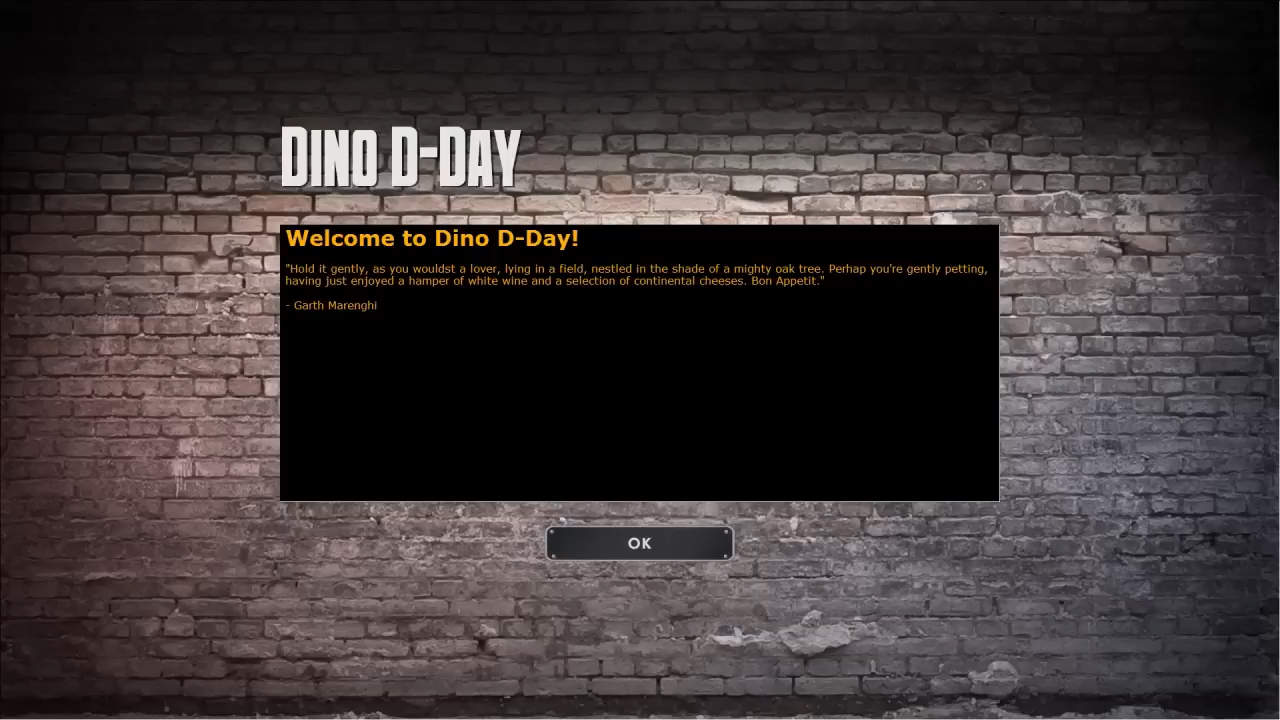 DINO D-DAY
Welcome to Dino D-Day!
"Hold it gently, as you wouldst a lover, lying in a field, nestled in the shade of a mighty oak tree. Perhap you're gently petting,
having just enjoyed a hamper of white wine and a selection of continental cheeses. Bon Appetit."
- Garth Marenghi
OK